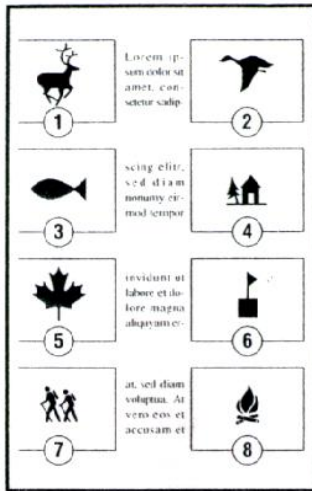 Lorem ip-
sum dolor sit
amet, con-
setetur sadip-
1
2
scing elitr,
sed diam
nonumy eir-
mod tempor
3
4
invidunt ut
labore et do-
lore magna
aliquyam er-
5
6
at, sed diam
voluptua. At
vero eos et
accusam et
7
8